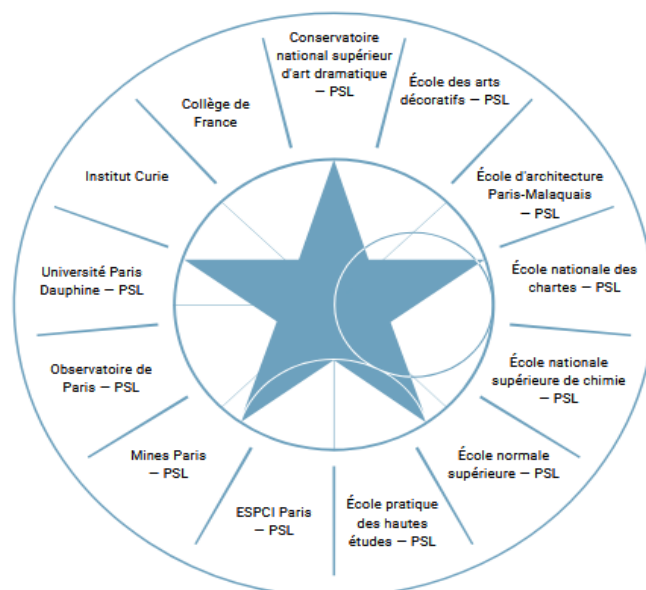 Conservatoire
national supérieur
d'art dramatique
— PSL
École des arts
décoratifs — PSL
École d'architecture
Paris-Malaquais
— PSL
École nationale des
chartes — PSL
École nationale
supérieure de chimie
— PSL
École normale
supérieure — PSL
École pratique
des hautes
études — PSL
ESPCI Paris
— PSL
Mines Paris
— PSL
Observatoire de
Paris — PSL
Université Paris
Dauphine — PSL
Institut Curie
Collège de
France